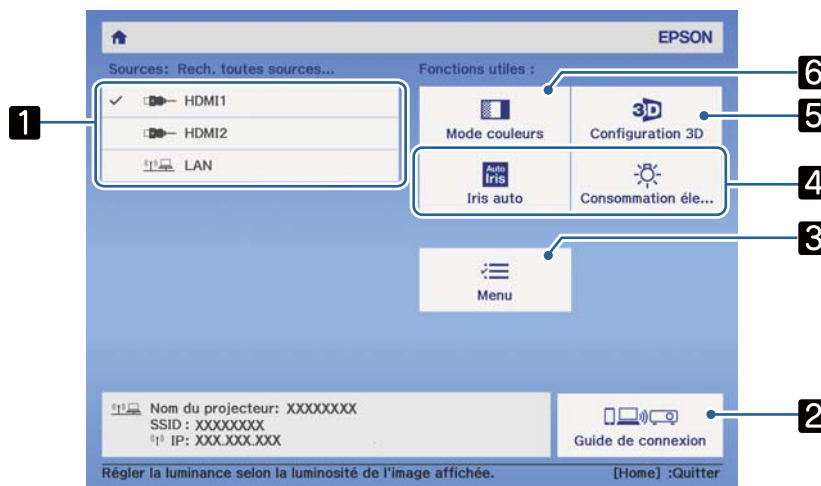 EPSON
Sources: Rech. toutes sources...
Fonctions utiles :
1
✓ HDMI1
HDMI2
LAN
6
Mode couleurs
5
3D
Configuration 3D
4
Auto Iris
Iris auto
Consommation éle...
3
Menu
Nom du projecteur: XXXXXXXX
SSID : XXXXXXXX
IP: XXX.XXX.XXX
2
Guide de connexion
Régler la luminance selon la luminosité de l'image affichée.
[Home] :Quitter